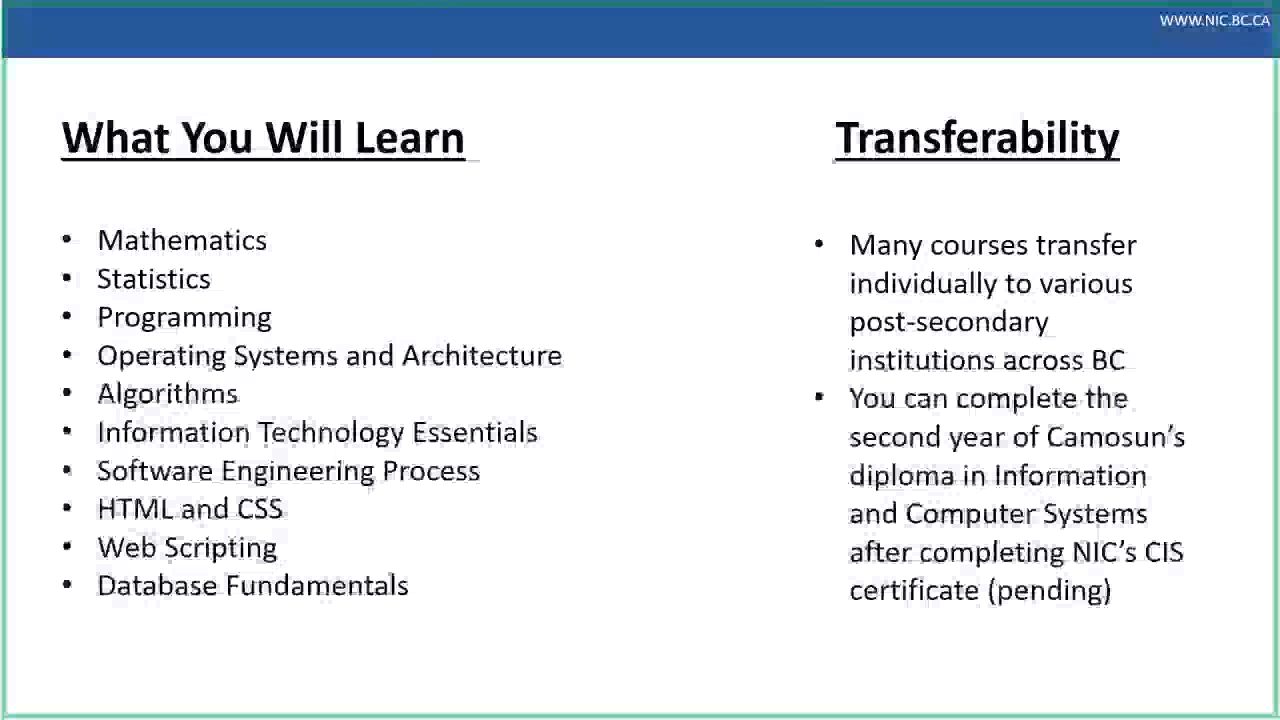 WWW.NIC.BC.CA
What You Will Learn
• Mathematics
• Statistics
• Programming
• Operating Systems and Architecture
• Algorithms
• Information Technology Essentials
• Software Engineering Process
• HTML and CSS
• Web Scripting
• Database Fundamentals
Transferability
• Many courses transfer
individually to various
post-secondary
institutions across BC
• You can complete the
second year of Camosun's
diploma in Information
and Computer Systems
after completing NIC's CIS
certificate (pending)